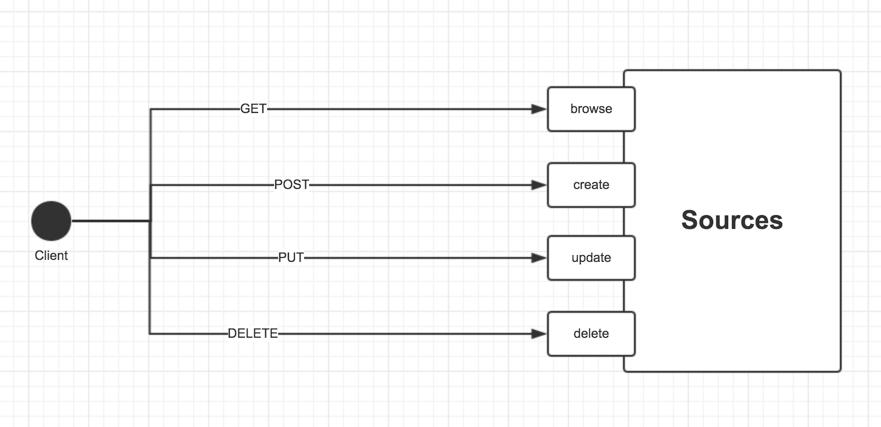 GET
browse
POST
create
Sources
Client
PUT
update
DELETE
delete